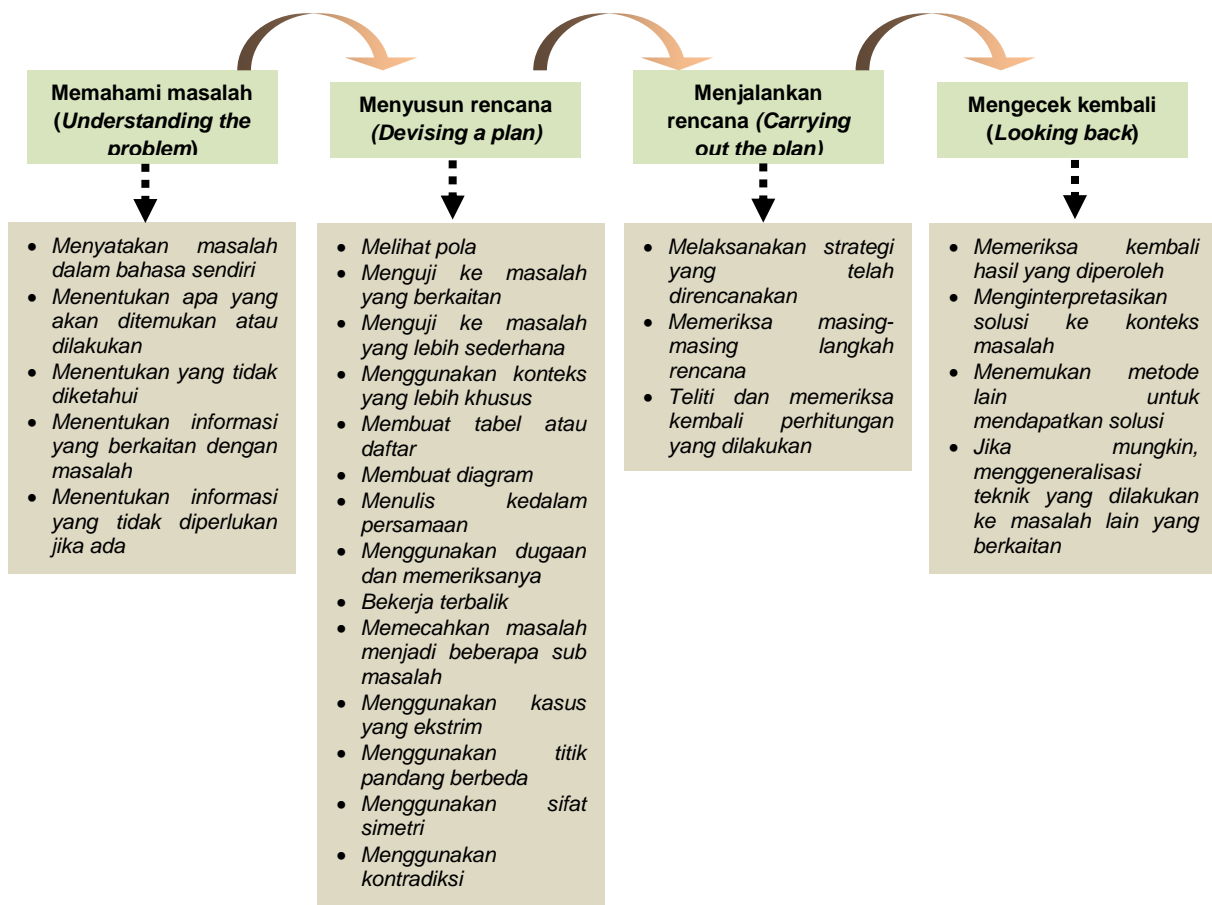 Memahami masalah
(Understanding the
problem)
Menyusun rencana
(Devising a plan)
Menjalankan
rencana (Carrying
out the plan)
Mengecek kembali
(Looking back)
• Menyatakan masalah
dalam bahasa sendiri
• Menentukan apa yang
akan ditemukan atau
dilakukan
• Menentukan yang tidak
diketahui
• Menentukan informasi
yang berkaitan dengan
masalah
• Menentukan informasi
yang tidak diperlukan
jika ada
• Melihat pola
• Menguji ke masalah
yang berkaitan
• Menguji ke masalah
yang lebih sederhana
• Menggunakan konteks
yang lebih khusus
• Membuat tabel atau
daftar
• Membuat diagram
• Menulis kedalam
persamaan
• Menggunakan dugaan
dan memeriksanya
• Bekerja terbalik
• Memecahkan masalah
menjadi beberapa sub
masalah
• Menggunakan kasus
yang ekstrim
• Menggunakan titik
pandang berbeda
• Menggunakan sifat
simetri
• Menggunakan
kontradiksi
• Melaksanakan strategi
yang telah
direncanakan
• Memeriksa masing-
masing langkah
rencana
• Teliti dan memeriksa
kembali perhitungan
yang dilakukan
• Memeriksa kembali
hasil yang diperoleh
• Menginterpretasikan
solusi ke konteks
masalah
• Menemukan metode
lain untuk
mendapatkan solusi
• Jika mungkin,
menggeneralisasi
teknik yang dilakukan
ke masalah lain yang
berkaitan